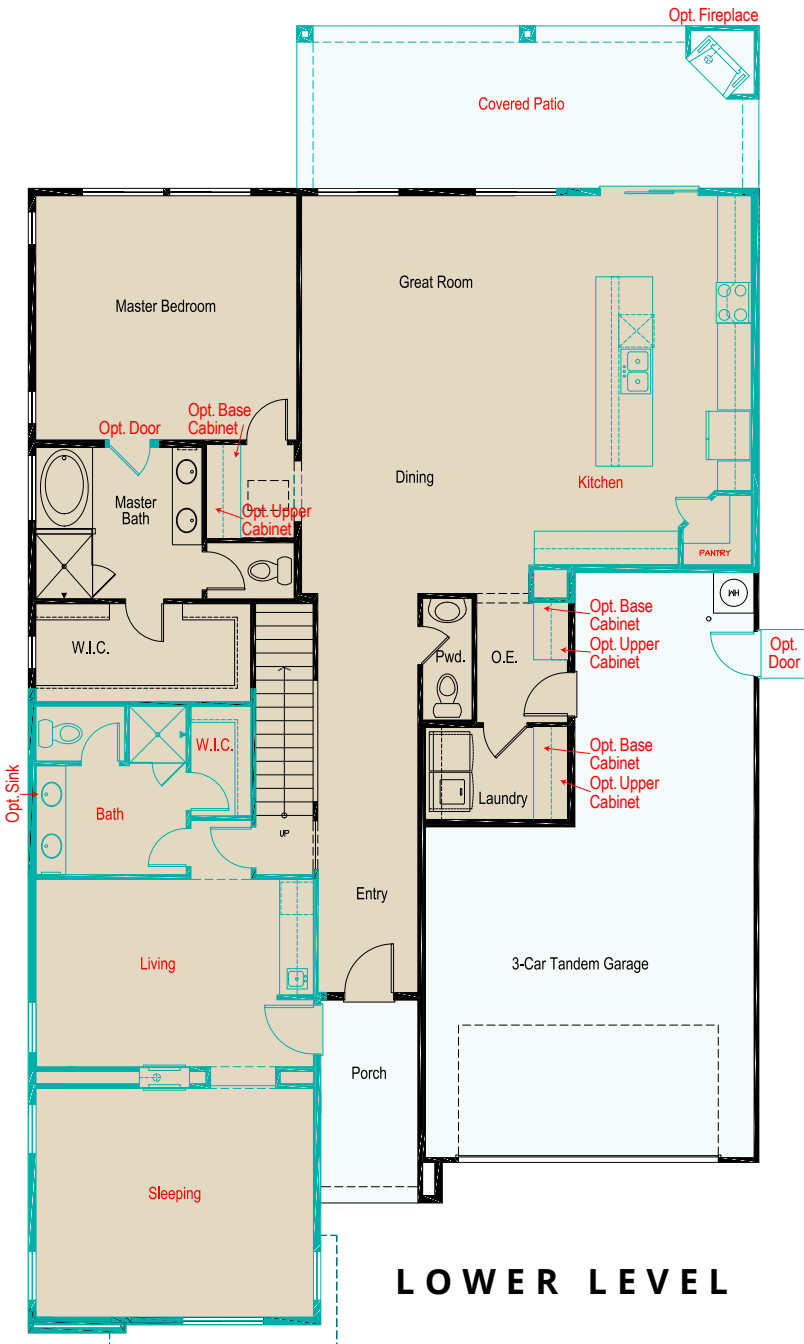 Opt. Fireplace
Covered Patio
Great Room
Master Bedroom
Opt. Base
Cabinet
Opt. Door
Dining
Kitchen
Master
Bath
Opt. Upper
Cabinet
PANTRY
WH
Opt. Base
Cabinet
Opt. Upper
Cabinet
Opt.
Door
W.I.C.
Pwd.
O.E.
W.I.C.
Opt. Base
Cabinet
Opt. Upper
Cabinet
Opt. Sink
Bath
Laundry
UP
Entry
Living
3-Car Tandem Garage
Porch
Sleeping
LOWER LEVEL